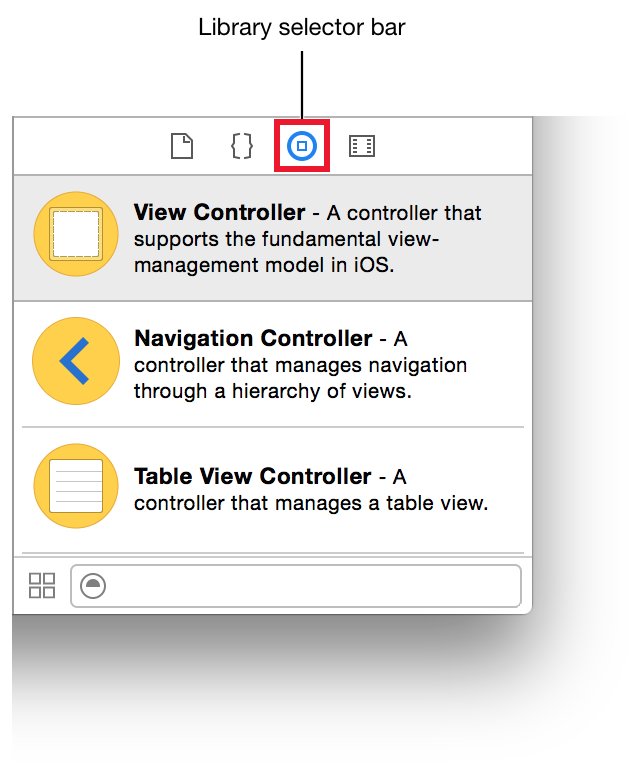 Library selector bar
{ }
View Controller - A controller that
supports the fundamental view-
management model in iOS.
Navigation Controller - A
controller that manages navigation
through a hierarchy of views.
Table View Controller - A
controller that manages a table view.